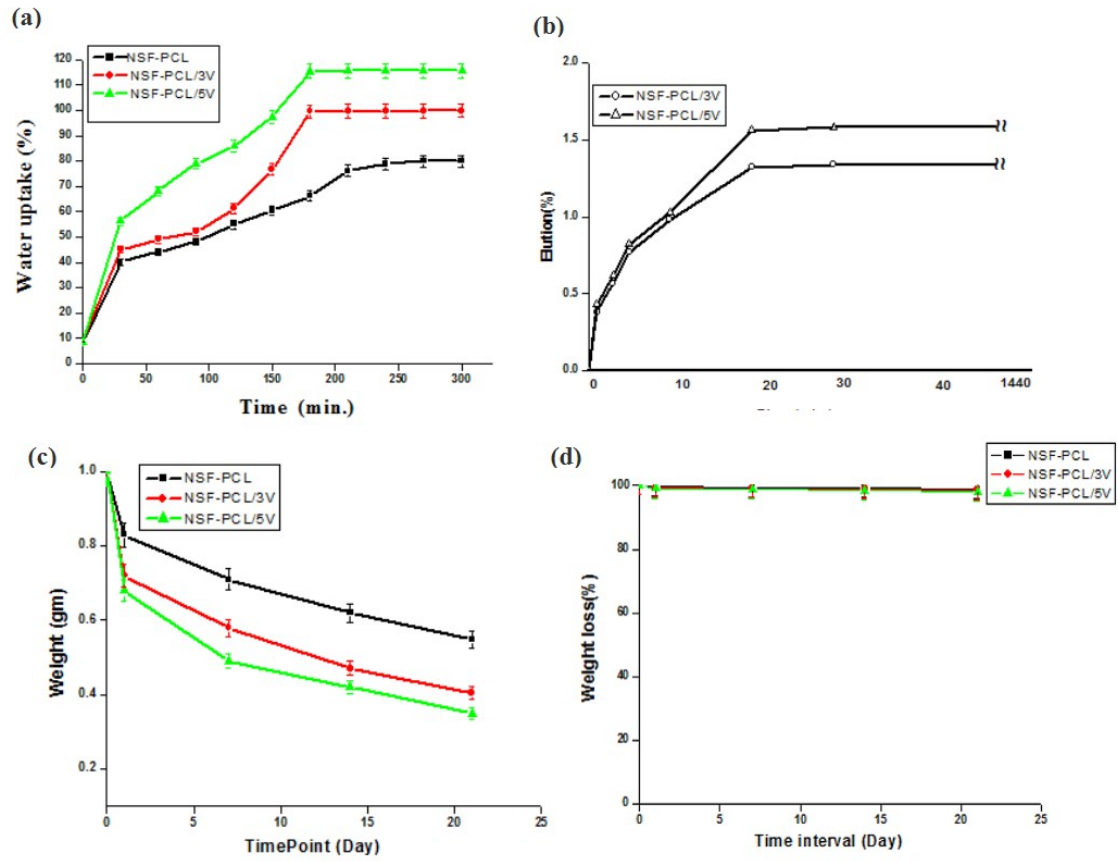 (a)
NSF-PCL
NSF-PCL/3V
NSF-PCL/5V
120
110
100
90
80
70
60
50
40
30
20
10
0
Water uptake (%)
0 50 100 150 200 250 300
Time (min.)
(b)
2.0
NSF-PCL/3V
NSF-PCL/5V
1.5
1.0
0.5
0.0
Elution(%)
0 10 20 30 40 1440
(c)
1.0
NSF-PCL
NSF-PCL/3V
NSF-PCL/5V
0.8
0.6
0.4
0.2
Weight (gm)
0 5 10 15 20 25
TimePoint (Day)
(d)
NSF-PCL
NSF-PCL/3V
NSF-PCL/5V
100
80
60
40
100
20
0
Weight loss(%)
0 5 10 15 20 25
Time interval (Day)